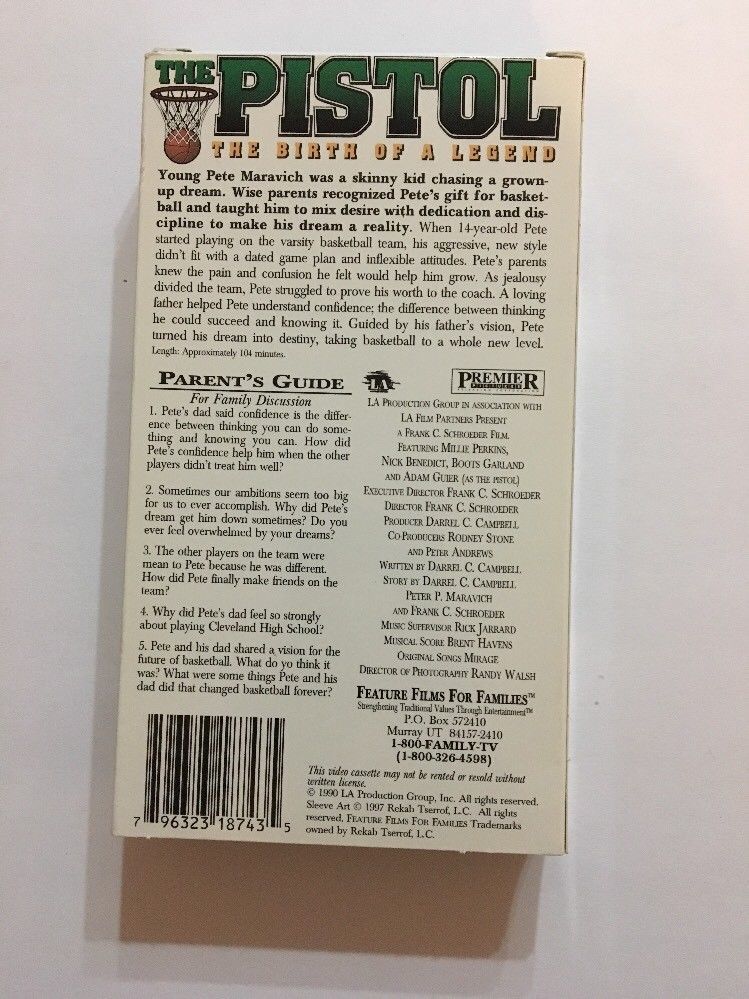 THE
PISTOL
THE BIRTH OF A LEGEND
Young Pete Maravich was a skinny kid chasing a grown-
up dream. Wise parents recognized Pete's gift for basket-
ball and taught him to mix desire with dedication and dis-
cipline to make his dream a reality. When 14-year-old Pete
started playing on the varsity basketball team, his aggressive, new style
didn't fit with a dated game plan and inflexible attitudes. Pete's parents
knew the pain and confusion he felt would help him grow. As jealousy
divided the team, Pete struggled to prove his worth to the coach. A loving
father helped Pete understand confidence; the difference between thinking
he could succeed and knowing it. Guided by his father's vision, Pete
turned his dream into destiny, taking basketball to a whole new level.
Length: Approximately 104 minutes.
PARENT'S GUIDE
For Family Discussion
1. Pete's dad said confidence is the differ-
ence between thinking you can do some-
thing and knowing you can. How did
Pete's confidence help him when the other
players didn't treat him well?
2. Sometimes our ambitions seem too big
for us to ever accomplish. Why did Pete's
dream get him down sometimes? Do you
ever feel overwhelmed by your dreams?
3. The other players on the team were
mean to Pete because he was different.
How did Pete finally make friends on the
team?
4. Why did Pete's dad feel so strongly
about playing Cleveland High School?
5. Pete and his dad shared a vision for the
future of basketball. What do yo think it
was? What were some things Pete and his
dad did that changed basketball forever?
LA
PREMIER
LA PRODUCTION GROUP IN ASSOCIATION WITH
LA FILM PARTNERS PRESENT
A FRANK C. SCHROEDER FILM.
FEATURING MILLIE PERKINS,
NICK BENEDICT, BOOTS GARLAND
AND ADAM GUIER (AS THE PISTOL)
EXECUTIVE DIRECTOR FRANK C. SCHROEDER
DIRECTOR FRANK C. SCHROEDER
PRODUCER DARREL C. CAMPBELL
CO-PRODUCERS RODNEY STONE
AND PETER ANDREWS
WRITTEN BY DARREL C. CAMPBELL
STORY BY DARREL C. CAMPBELL
PETER P. MARAVICH
AND FRANK C. SCHROEDER
MUSIC SUPERVISOR RICK JARRARD
MUSICAL SCORE BRENT HAVENS
ORIGINAL SONGS MIRAGE
DIRECTOR OF PHOTOGRAPHY RANDY WALSH
FEATURE FILMS FOR FAMILIES™
Strengthening Traditional Values Through Entertainment™
P.O. Box 572410
Murray UT 84157-2410
1-800-FAMILY-TV
(1-800-326-4598)
This video cassette may not be rented or resold without
written license.
© 1990 LA Production Group, Inc. All rights reserved.
Sleeve Art © 1997 Rekab Tserrof, L.C. All rights
reserved. FEATURE FILMS FOR FAMILIES Trademarks
owned by Rekab Tserrof, L.C.
7 96323 18743 5